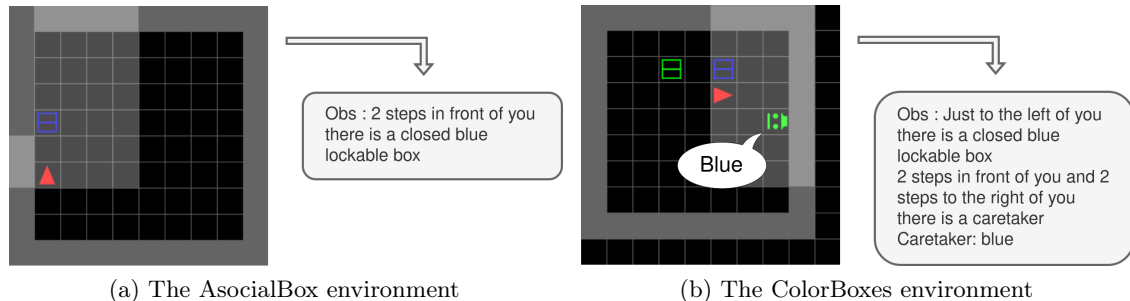 Obs : 2 steps in front of you
there is a closed blue
lockable box
Blue
Obs : Just to the left of you
there is a closed blue
lockable box
2 steps in front of you and 2
steps to the right of you
there is a caretaker
Caretaker: blue
(a) The AsocialBox environment
(b) The ColorBoxes environment